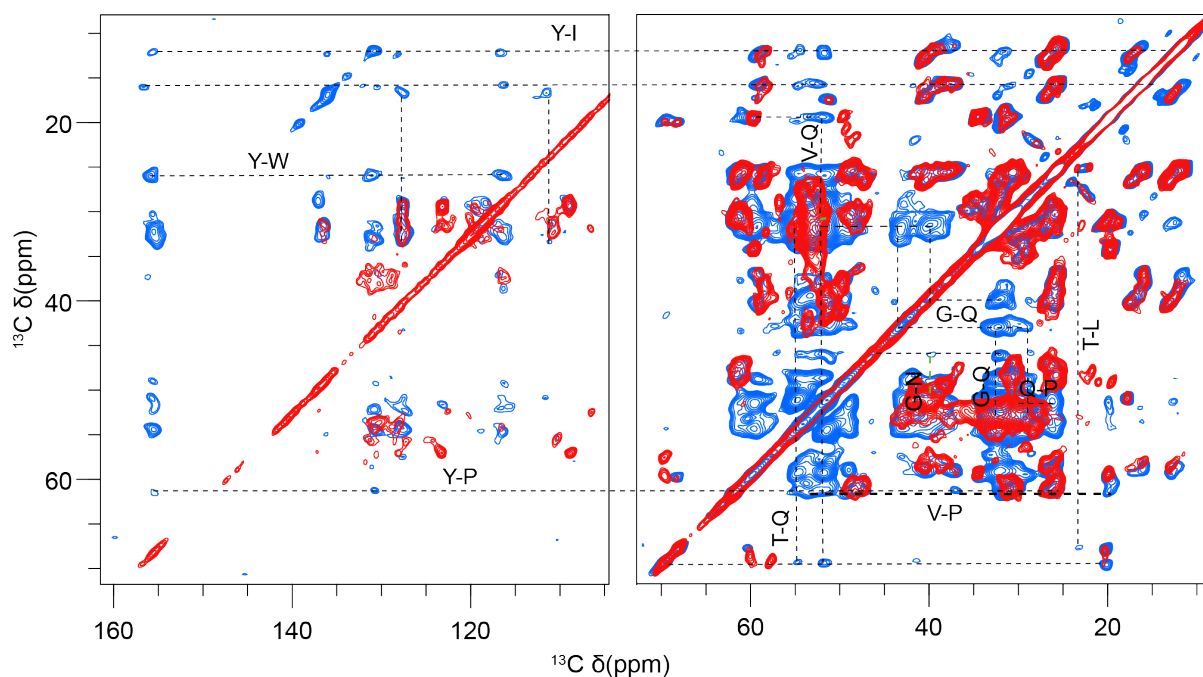 Y-I
20
Y-W
V-Q
40
G-Q
T-L
G-N
G-Q
Q-P
60
Y-P
V-P
T-Q
160
140
120
60
40
20
¹³C δ(ppm)
¹³C δ(ppm)